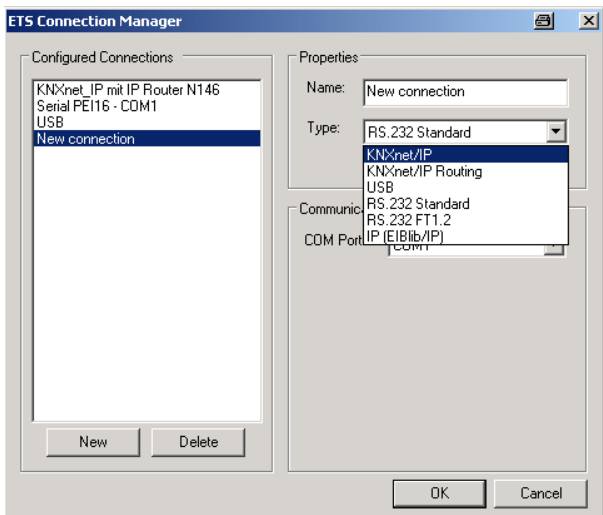 ETS Connection Manager
Configured Connections
KNXnet_IP mit IP Router N146
Serial PEI16 - COM1
USB
New connection
New
Delete
Properties
Name:
New connection
Type:
RS.232 Standard
KNXnet/IP
KNXnet/IP Routing
USB
RS.232 Standard
RS.232 FT1.2
IP (EIBlib/IP)
Communic
COM Port
COM1
OK
Cancel